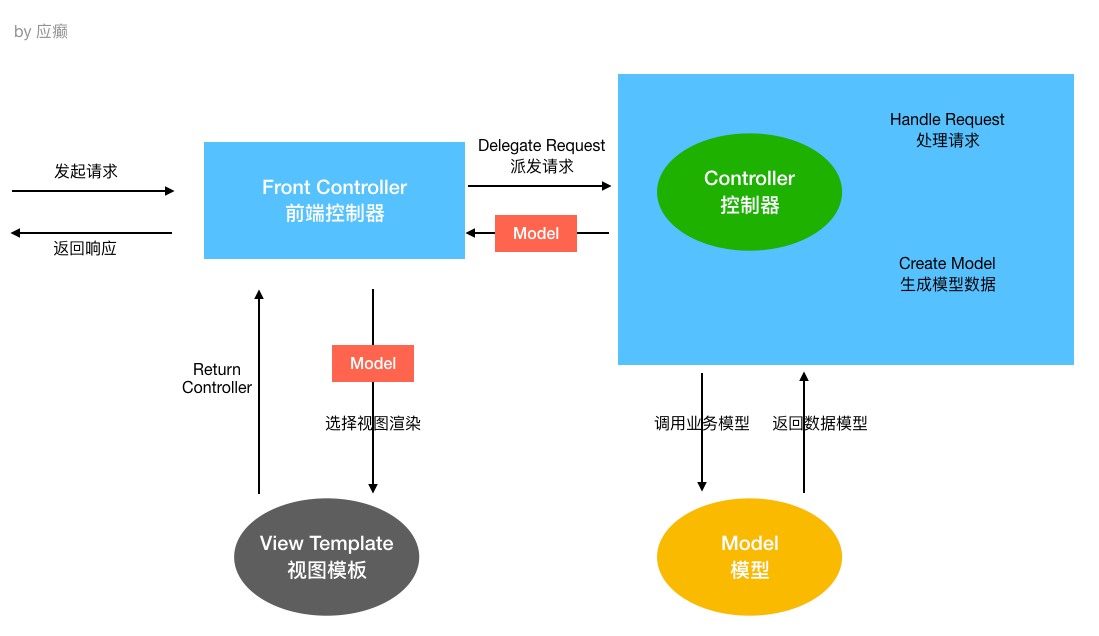 by 应癫
发起请求
返回响应
Front Controller
前端控制器
Delegate Request
派发请求
Model
Controller
控制器
Handle Request
处理请求
Create Model
生成模型数据
Return
Controller
Model
选择视图渲染
调用业务模型
返回数据模型
View Template
视图模板
Model
模型